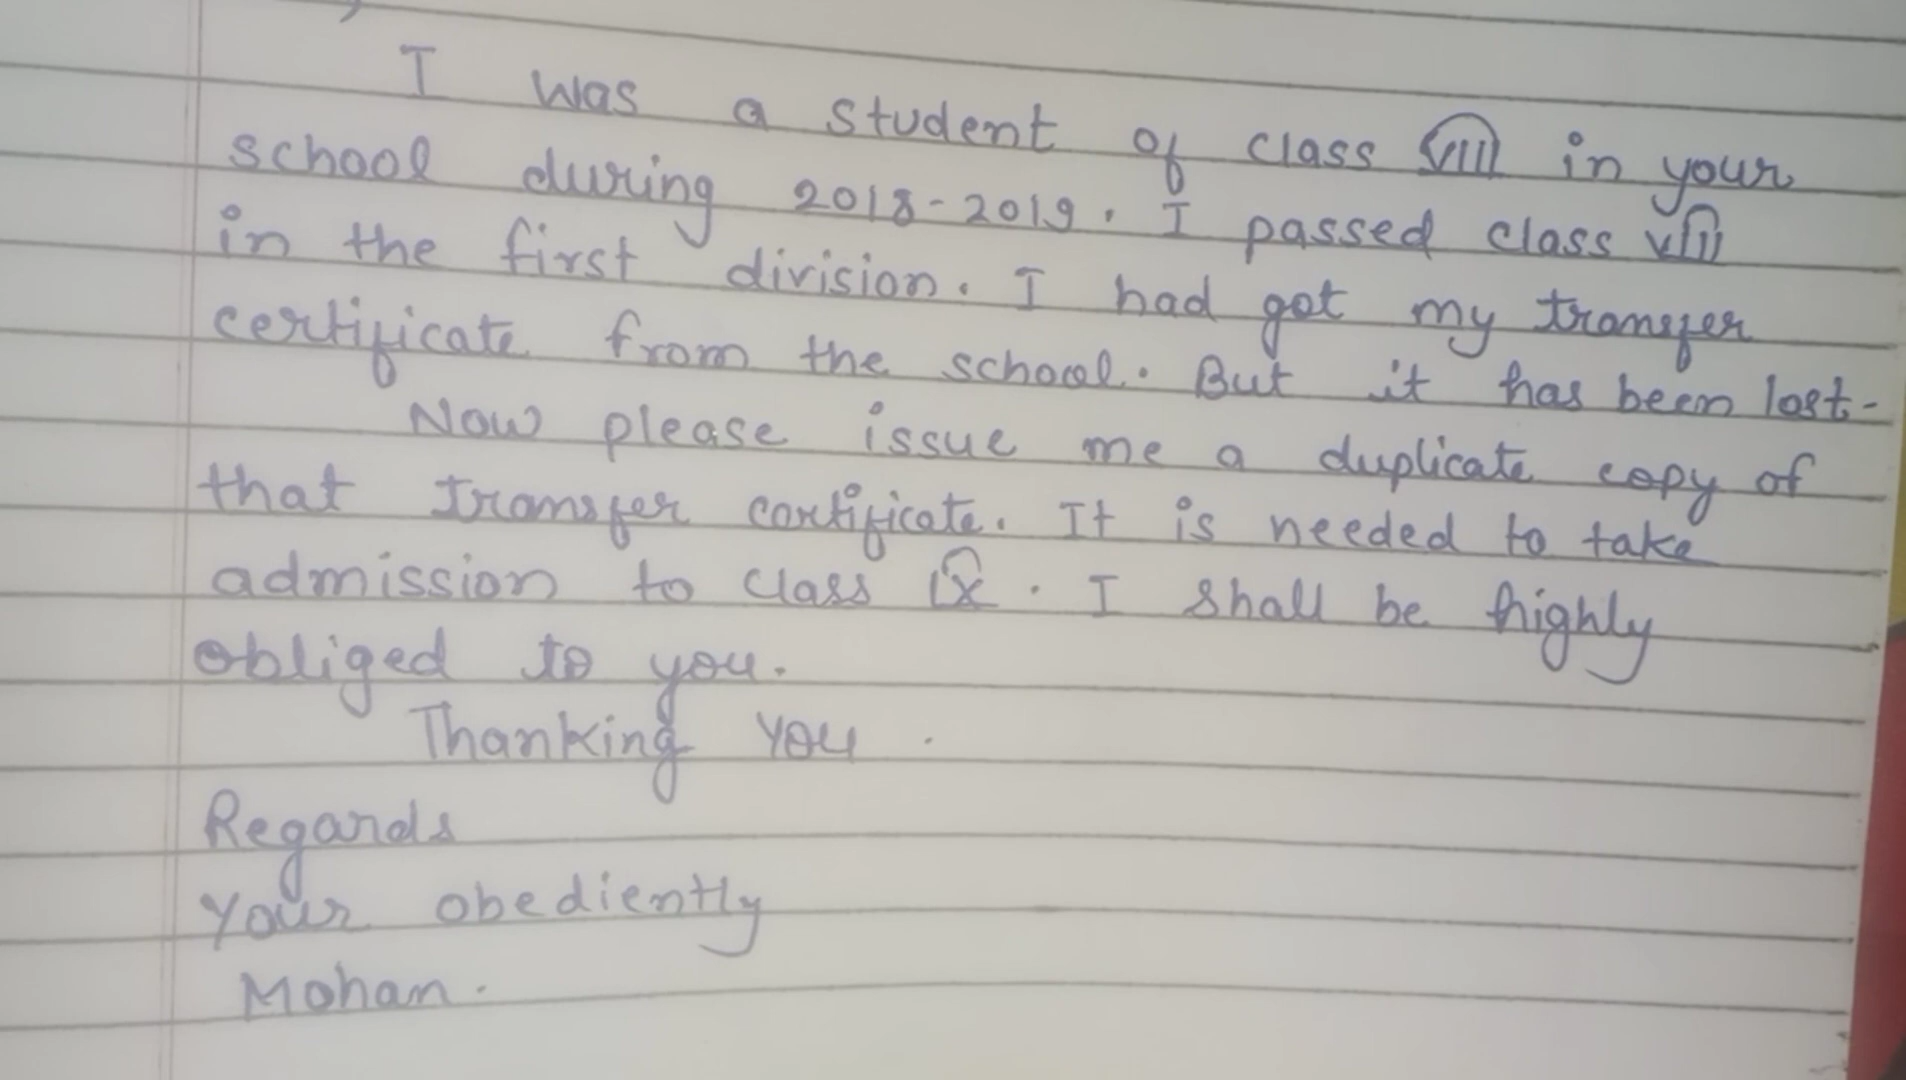 I was a student of class VIII in your
school during 2018-2019. I passed class VIII
in the first division. I had got my transfer
certificate from the school. But it has been lost.
Now please issue me a duplicate copy of
that transfer certificate. It is needed to take
admission to class IX. I shall be highly
obliged to you.
Thanking you.
Regards
Your obediently
Mohan.